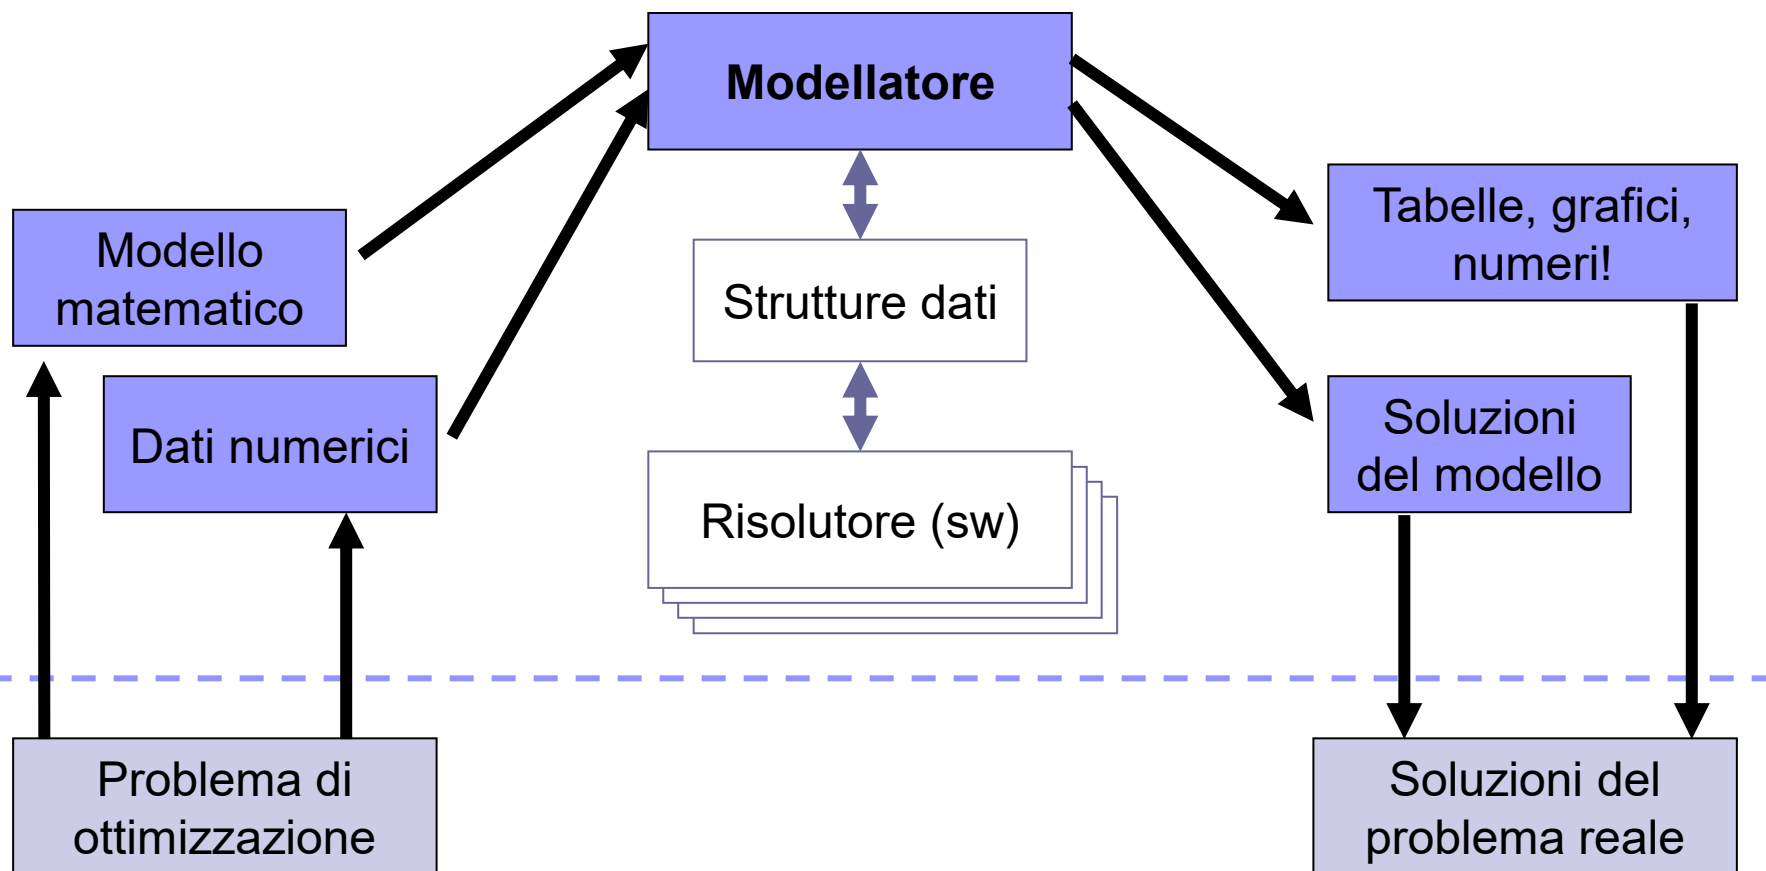 Modellatore
Modello
matematico
Dati numerici
Strutture dati
Risolutore (sw)
Tabelle, grafici,
numeri!
Soluzioni
del modello
Problema di
ottimizzazione
Soluzioni del
problema reale